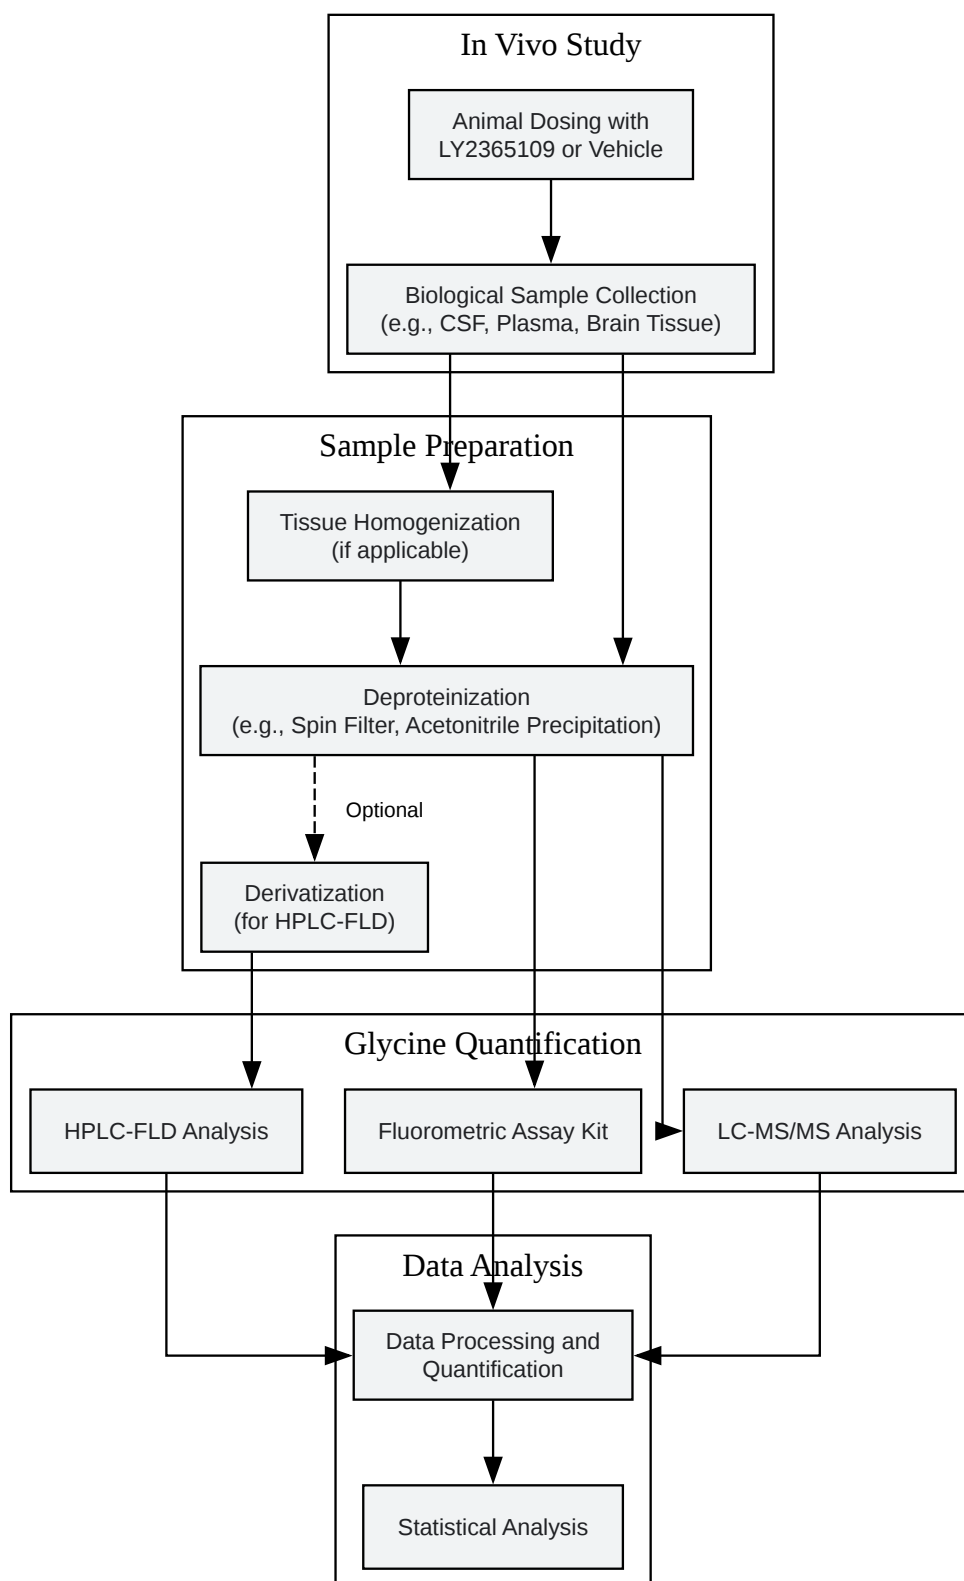 In Vivo Study
Animal Dosing with
LY2365109 or Vehicle
Biological Sample Collection
(e.g., CSF, Plasma, Brain Tissue)
Sample Preparation
Tissue Homogenization
(if applicable)
Deproteinization
(e.g., Spin Filter, Acetonitrile Precipitation)
Optional
Derivatization
(for HPLC-FLD)
Glycine Quantification
HPLC-FLD Analysis
Fluorometric Assay Kit
LC-MS/MS Analysis
Data Analysis
Data Processing and
Quantification
Statistical Analysis